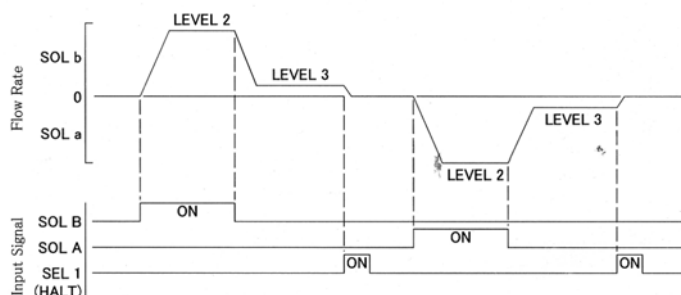 LEVEL 2
SOL b
LEVEL 3
Flow Rate
0
SOL a
LEVEL 3
LEVEL 2
Input Signal
SOL B
ON
SOL A
ON
SEL 1
ON
ON
(HALT)